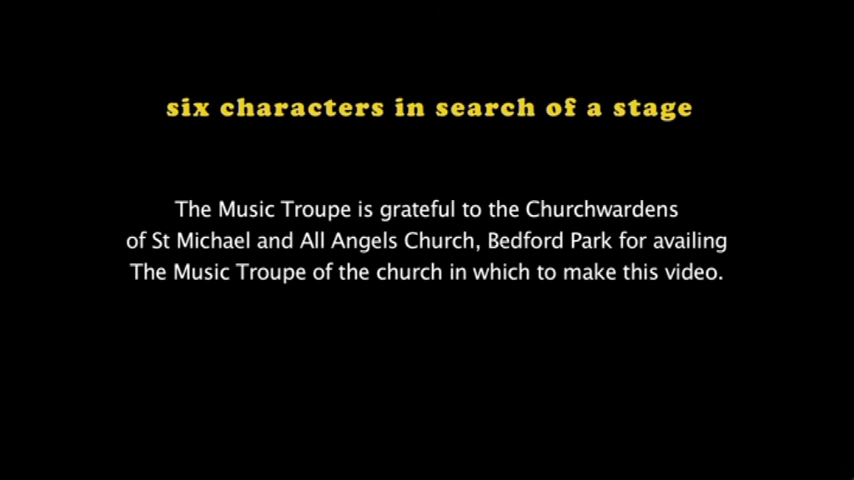 six characters in search of a stage
The Music Troupe is grateful to the Churchwardens
of St Michael and All Angels Church, Bedford Park for availing
The Music Troupe of the church in which to make this video.